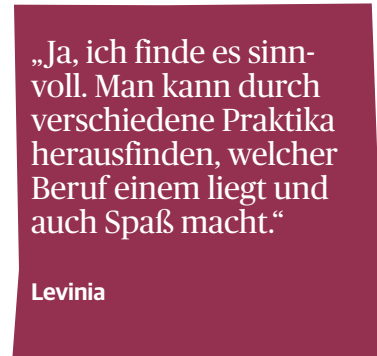 „Ja, ich finde es sinn-
voll. Man kann durch
verschiedene Praktika
herausfinden, welcher
Beruf einem liegt und
auch Spaß macht.“
Levinia